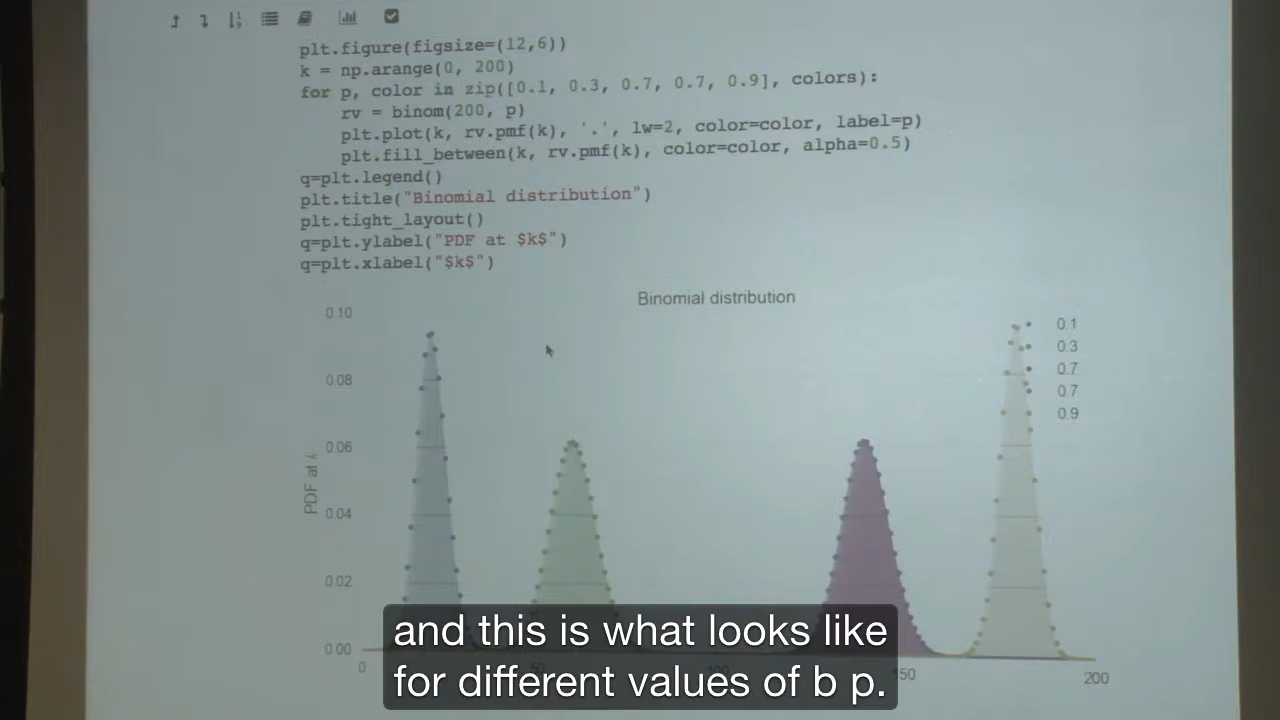 plt.figure(figsize=(12,6))
k = np.arange(0, 200)
for p, color in zip([0.1, 0.3, 0.7, 0.7, 0.9], colors):
    rv = binom(200, p)
    plt.plot(k, rv.pmf(k), '.', lw=2, color=color, label=p)
    plt.fill_between(k, rv.pmf(k), color=color, alpha=0.5)
q=plt.legend()
plt.title("Binomial distribution")
plt.tight_layout()
q=plt.ylabel("PDF at $k$")
q=plt.xlabel("$k$")
Binomial distribution
0.10
0.08
0.06
0.04
0.02
0.00
PDF at k
0.1
0.3
0.7
0.7
0.9
0
50
100
150
200
and this is what looks like
for different values of b p.